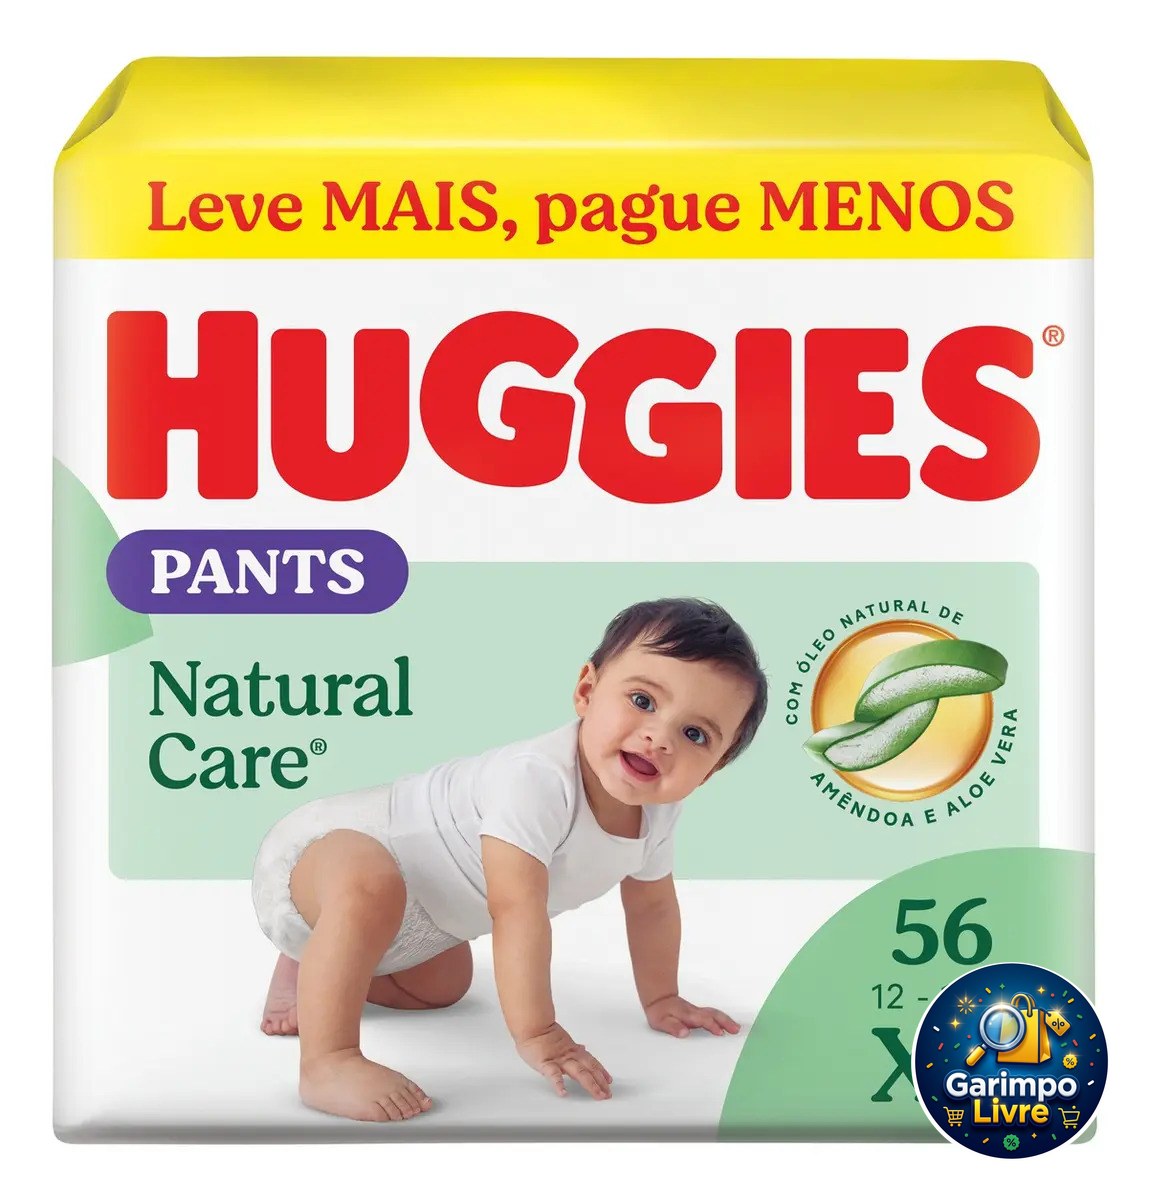 Leve MAIS, pague MENOS
HUGGIES®
PANTS
Natural
Care®
COM ÓLEO NATURAL DE
AMÊNDOA E ALOE VERA
56
12 -
X
Garimpo
Livre